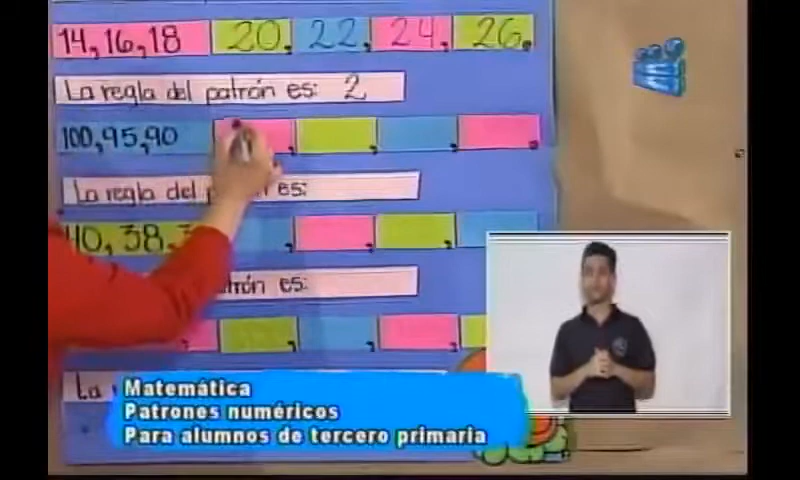 14, 16, 18 20, 22, 24, 26.
La regla del patrón es: 2
100, 95, 90
La regla del es:
40, 38,
es:
La
Matemática
Patrones numéricos
Para alumnos de tercero primaria